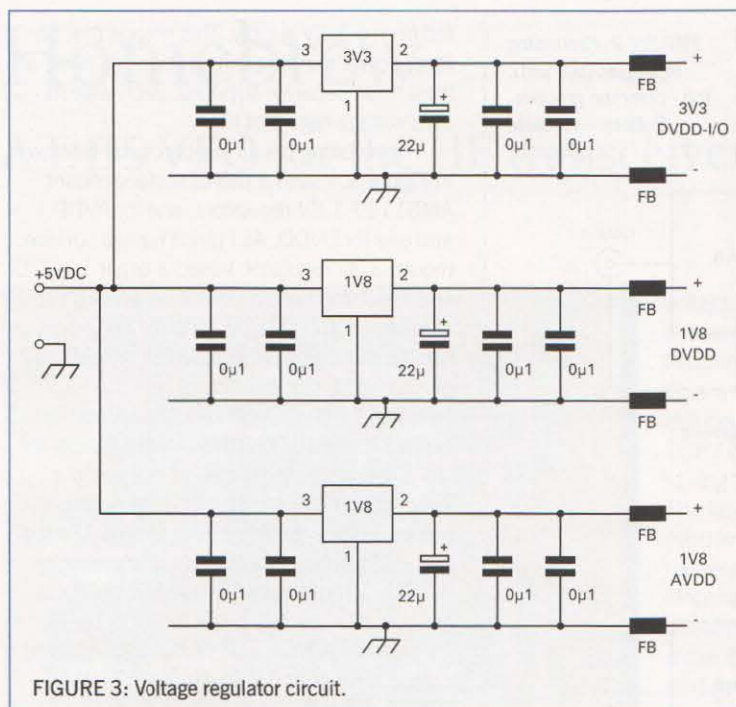 3
3V3
2
1
0µ1
0µ1
+
22µ
0µ1
0µ1
FB
+
3V3
DVDD-I/O
-
FB
+5VDC
3
1V8
2
1
0µ1
0µ1
+
22µ
0µ1
0µ1
FB
+
1V8
DVDD
-
FB
3
1V8
2
1
0µ1
0µ1
+
22µ
0µ1
0µ1
FB
+
1V8
AVDD
-
FB
FIGURE 3: Voltage regulator circuit.